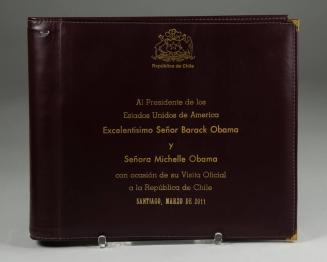 República de Chile
Al Presidente de los
Estados Unidos de America
Excelentísimo Señor Barack Obama
y
Señora Michelle Obama
con ocasión de su Visita Oficial
a la República de Chile
SANTIAGO, MARZO DE 2011